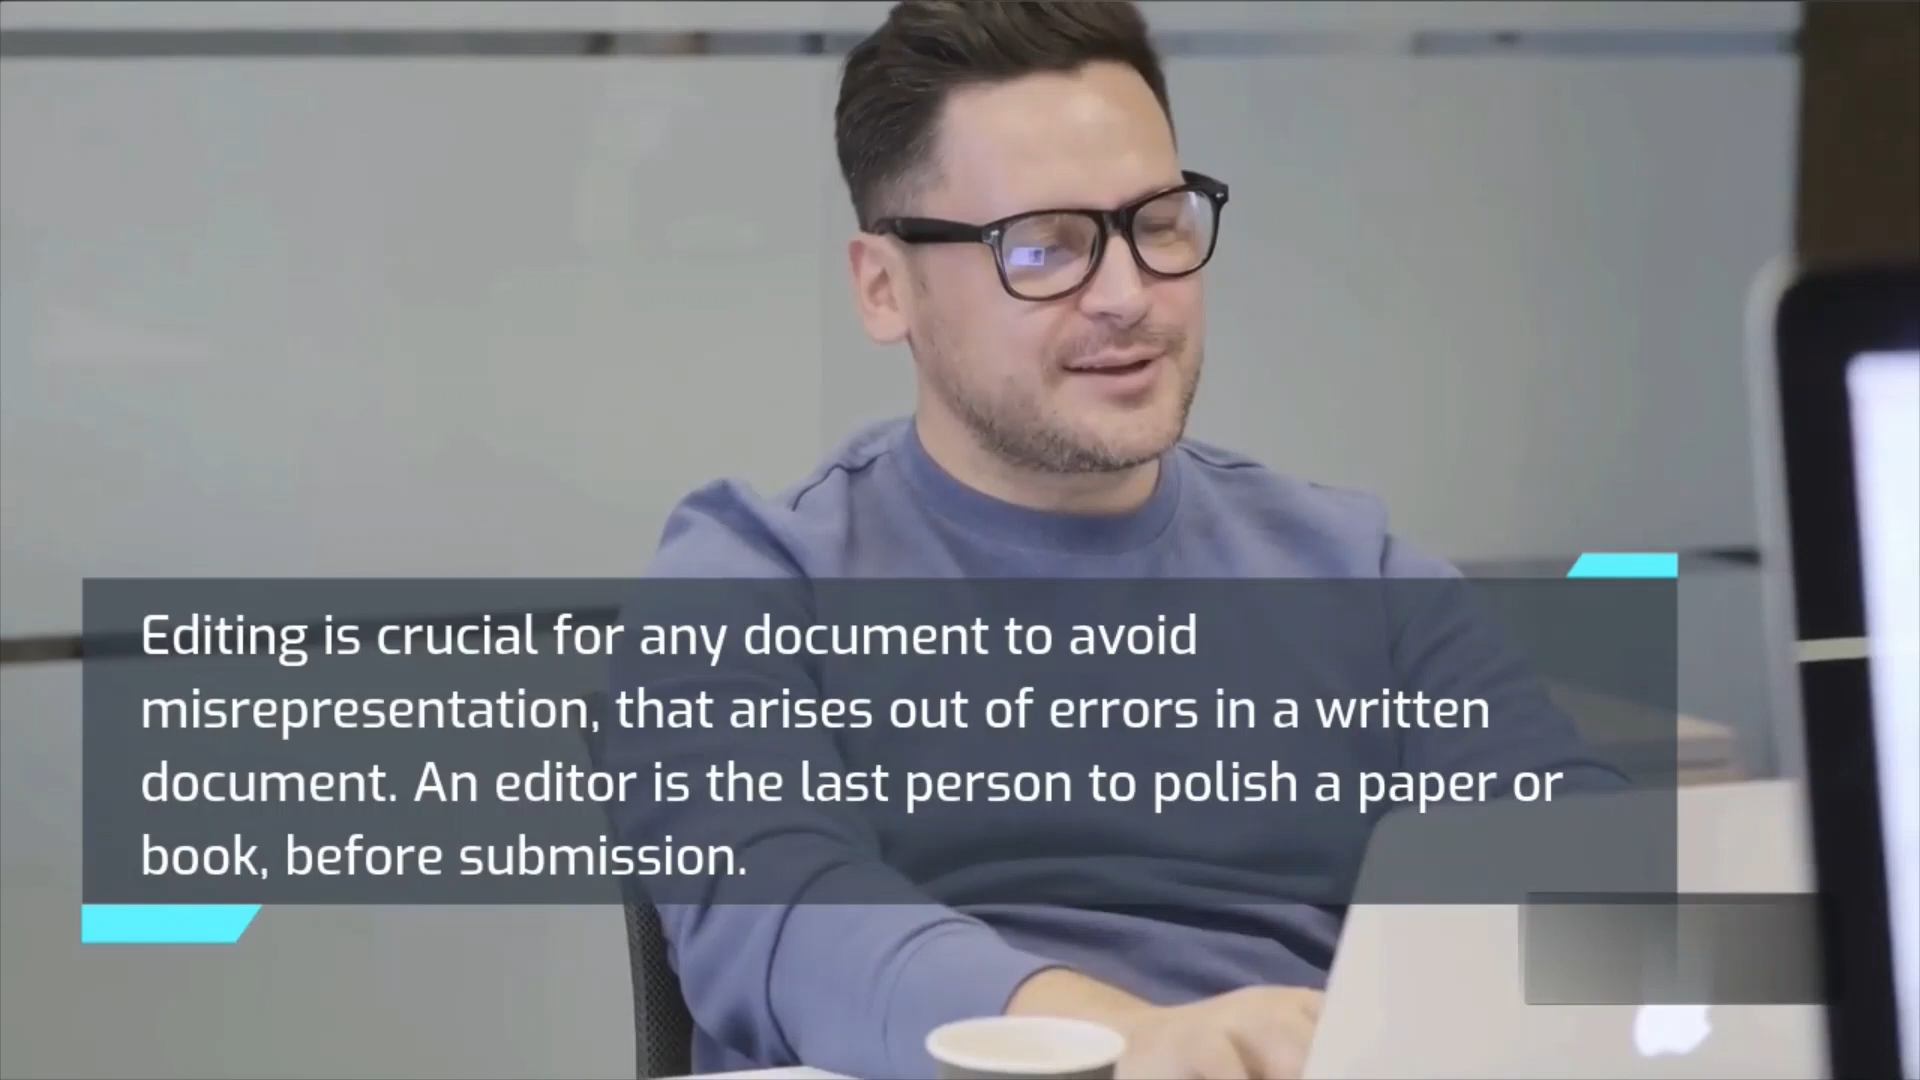 Editing is crucial for any document to avoid
misrepresentation, that arises out of errors in a written
document. An editor is the last person to polish a paper or
book, before submission.